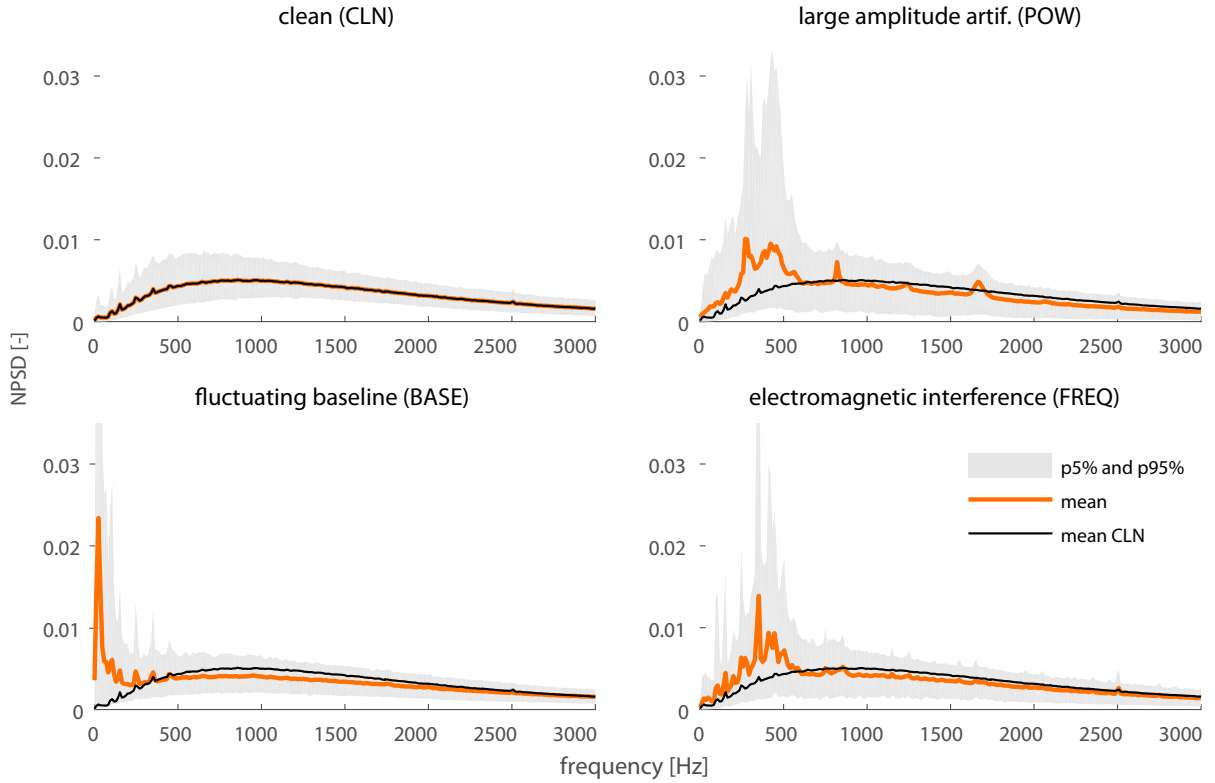 clean (CLN)
large amplitude artif. (POW)
0.03
0.02
0.01
0
0 500 1000 1500 2000 2500 3000
0.03
0.02
0.01
0
0 500 1000 1500 2000 2500 3000
NPSD [-]
fluctuating baseline (BASE)
electromagnetic interference (FREQ)
0.03
0.02
0.01
0
0 500 1000 1500 2000 2500 3000
0.03
0.02
0.01
0
p5% and p95%
mean
mean CLN
0 500 1000 1500 2000 2500 3000
frequency [Hz]